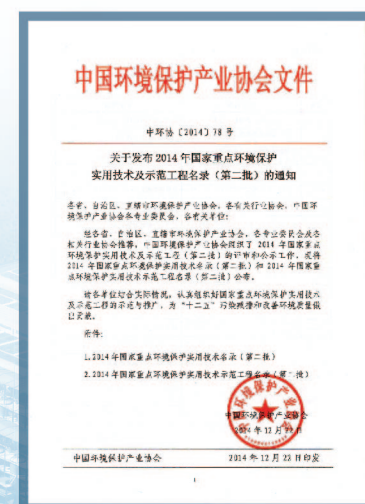 中国环境保护产业协会文件
中环协〔2014〕78号
关于发布2014年国家重点环境保护
实用技术及示范工程名录（第二批）的通知
各省、自治区、直辖市环境保护产业协会，各有关行业协会，中国环
境保护产业协会各专业委员会，各有关单位：
经各省、自治区、直辖市环境保护产业协会、各专业委员会及各
相关行业协会推荐，中国环境保护产业协会组织了2014年国家重点
环境保护实用技术及示范工程（第二批）的评审和公示工作，现将
2014年国家重点环境保护实用技术名录（第二批）和2014年国家重
点环境保护实用技术示范工程名录（第二批）公布。
请各单位结合实际情况，认真组织好国家重点环境保护实用技术
及示范工程的示范与推广，为“十二五”污染减排和改善环境质量做
出贡献。
附件：
1.2014年国家重点环境保护实用技术名录（第二批）
2.2014年国家重点环境保护实用技术示范工程名录（第二批）
中国环境保护产业协会
2014年12月22日
中国环境保护产业协会 2014年12月22日印发
1